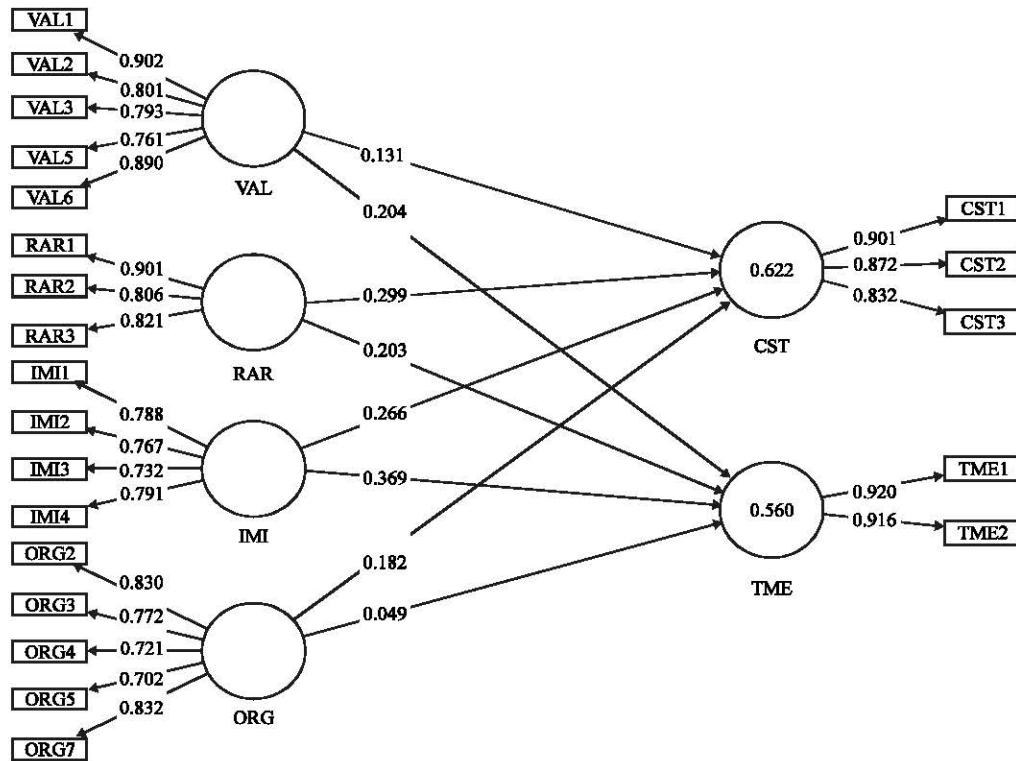 VAL1
VAL2
VAL3
VAL5
VAL6
0.902
0.801
0.793
0.761
0.890
VAL
RAR1
RAR2
RAR3
0.901
0.806
0.821
RAR
IMI1
IMI2
IMI3
IMI4
0.788
0.767
0.732
0.791
IMI
ORG2
ORG3
ORG4
ORG5
ORG7
0.830
0.772
0.721
0.702
0.832
ORG
0.131
0.204
0.299
0.203
0.266
0.369
0.182
0.049
0.622
CST
0.901
0.872
0.832
CST1
CST2
CST3
0.560
TME
0.920
0.916
TME1
TME2